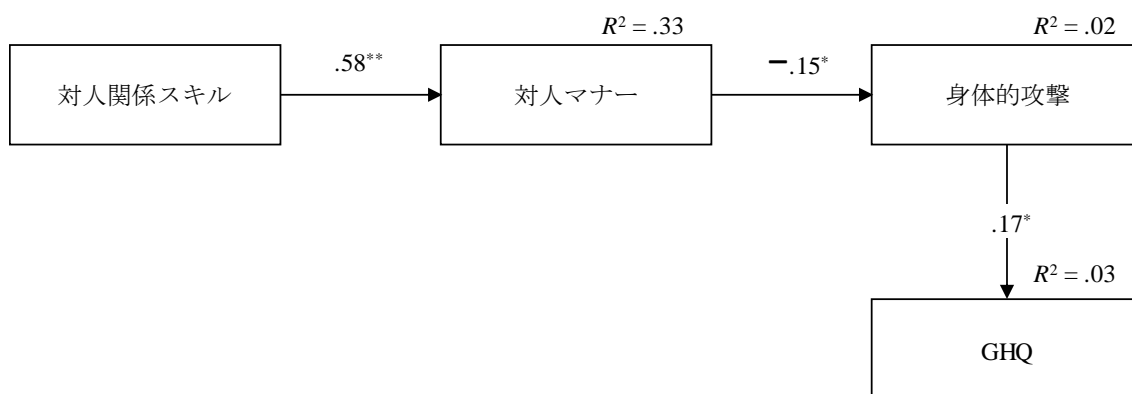 R² = .33
R² = .02
.58**
−.15*
対人関係スキル
対人マナー
身体的攻撃
.17*
R² = .03
GHQ